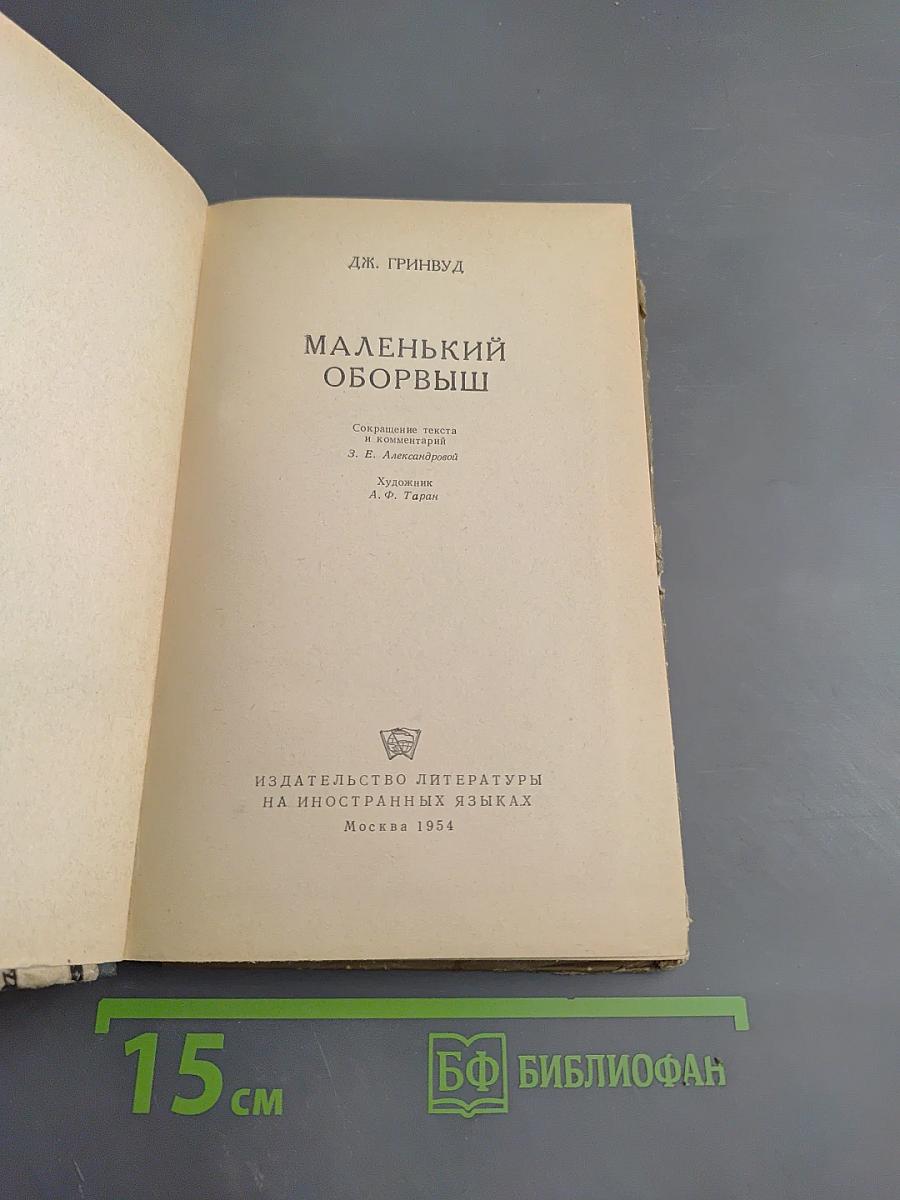 ДЖ. ГРИНВУД
МАЛЕНЬКИЙ
ОБОРВЫШ
Сокращение текста
и комментарий
З. Е. Александровой
Художник
А. Ф. Таран
ИЗДАТЕЛЬСТВО ЛИТЕРАТУРЫ
НА ИНОСТРАННЫХ ЯЗЫКАХ
Москва 1954
15 см
БФ БИБЛИОФАН